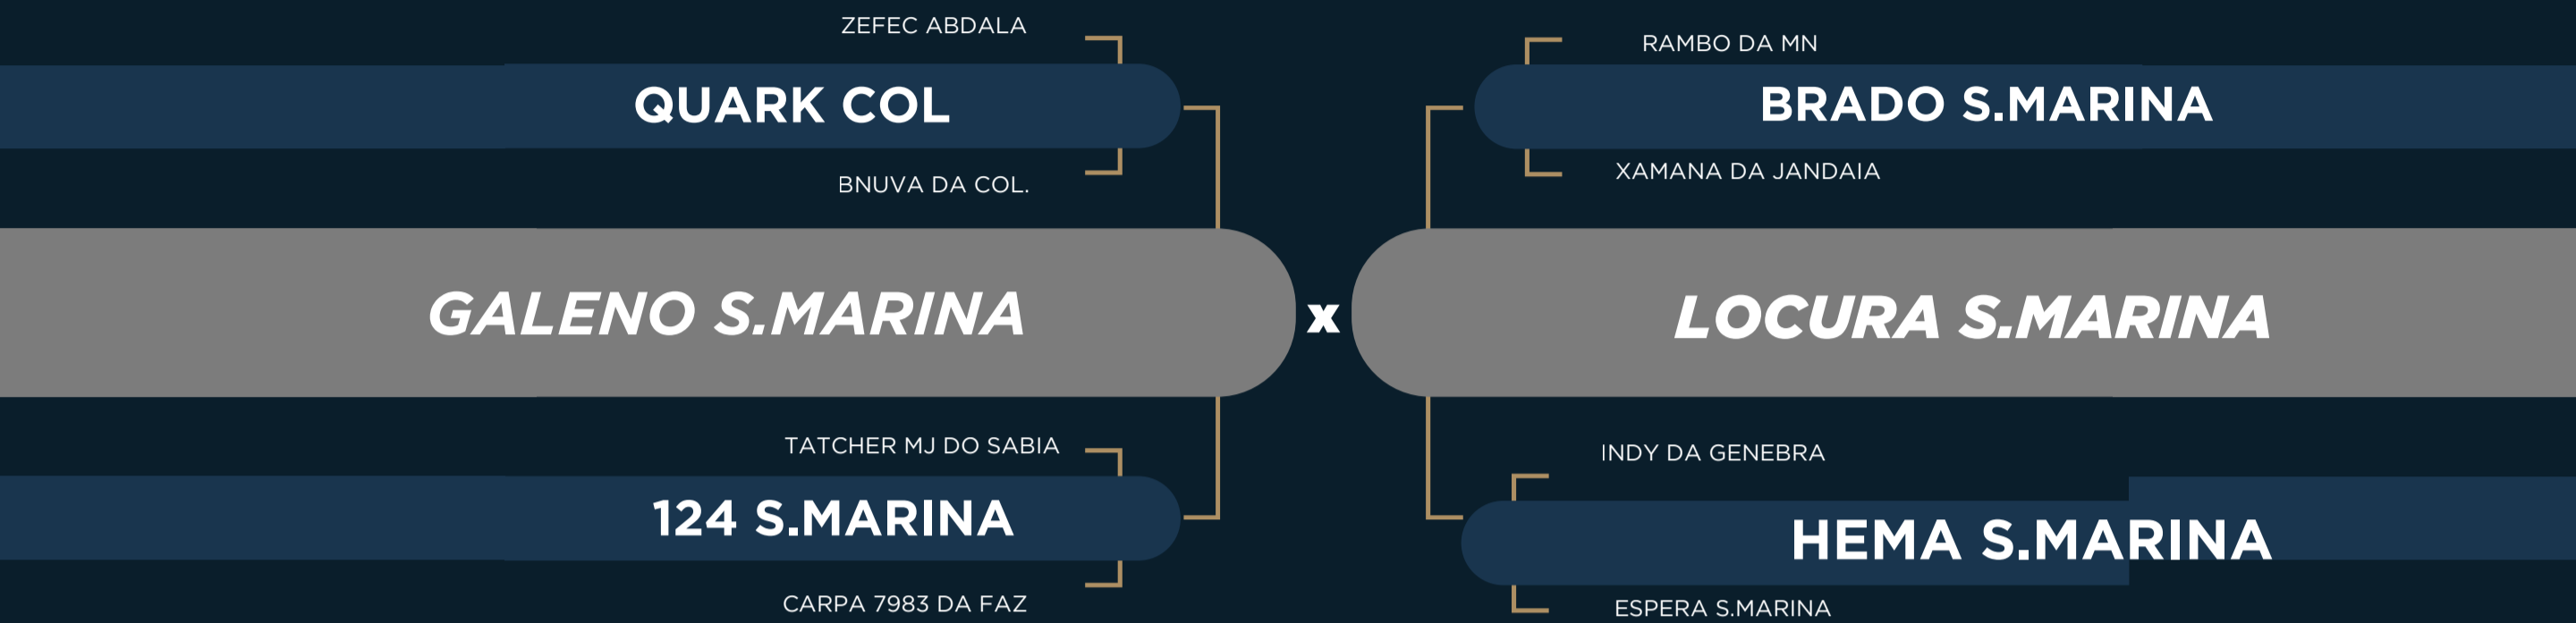 ZEFEC ABDALA
QUARK COL
BNUVA DA COL.
GALENO S.MARINA
TATCHER MJ DO SABIA
124 S.MARINA
CARPA 7983 DA FAZ
x
RAMBO DA MN
BRADO S.MARINA
XAMANA DA JANDAIA
LOCURA S.MARINA
INDY DA GENEBRA
HEMA S.MARINA
ESPERA S.MARINA